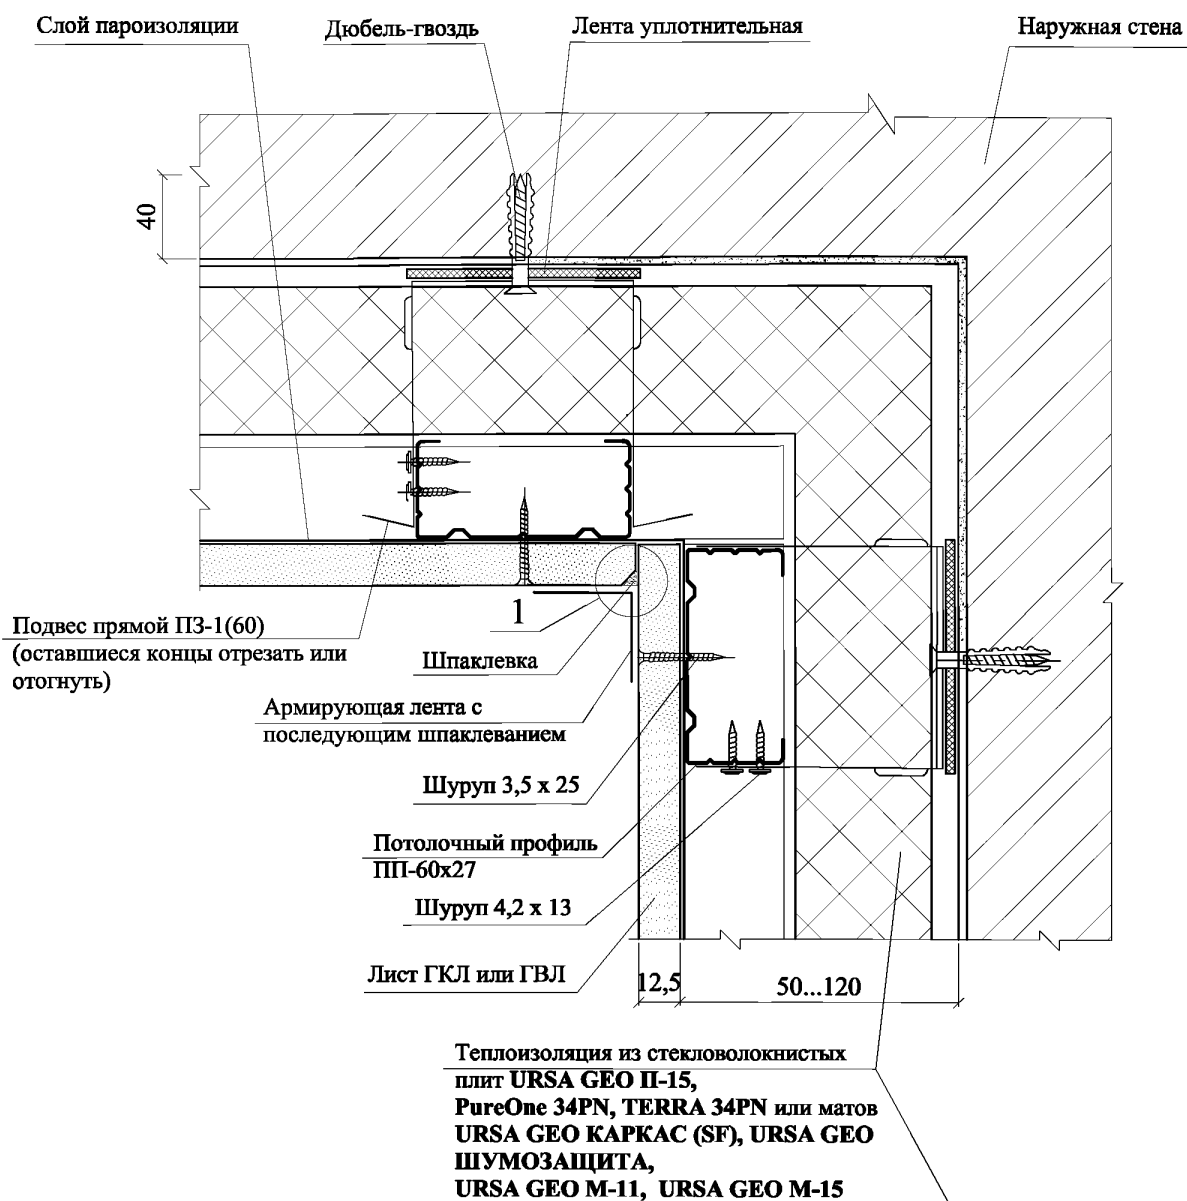 Слой пароизоляции
Дюбель-гвоздь
Лента уплотнительная
Наружная стена
40
Подвес прямой ПЗ-1(60)
(оставшиеся концы отрезать или
отогнуть)
1
Шпаклевка
Армирующая лента с
последующим шпаклеванием
Шуруп 3,5 х 25
Потолочный профиль
ПП-60х27
Шуруп 4,2 х 13
Лист ГКЛ или ГВЛ
12,5
50...120
Теплоизоляция из стекловолокнистых
плит URSA GEO П-15,
PureOne 34PN, TERRA 34PN или матов
URSA GEO КАРКАС (SF), URSA GEO
ШУМОЗАЩИТА,
URSA GEO М-11, URSA GEO М-15